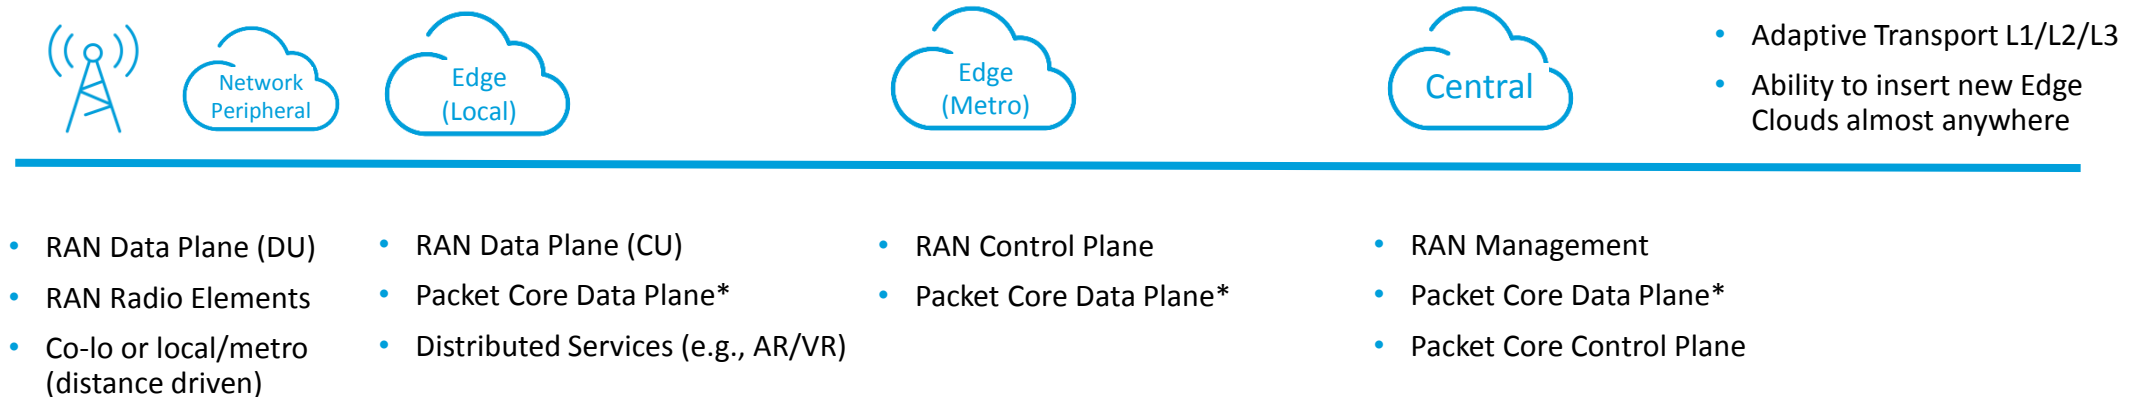 Network
Peripheral
Edge
(Local)
Edge
(Metro)
Central
• Adaptive Transport L1/L2/L3
• Ability to insert new Edge
Clouds almost anywhere
• RAN Data Plane (DU)
• RAN Radio Elements
• Co-lo or local/metro
(distance driven)
• RAN Data Plane (CU)
• Packet Core Data Plane*
• Distributed Services (e.g., AR/VR)
• RAN Control Plane
• Packet Core Data Plane*
• RAN Management
• Packet Core Data Plane*
• Packet Core Control Plane